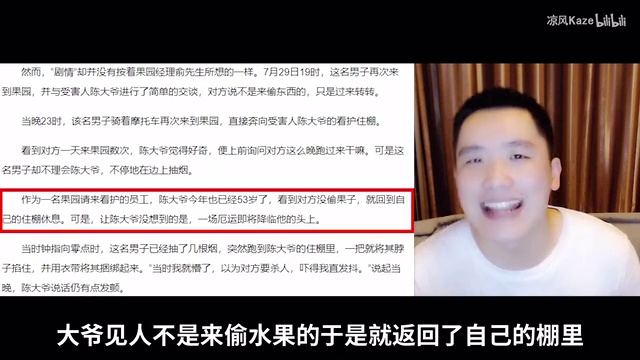 凉风Kaze bilibili
然而，“剧情”却并没有按着果园经理俞先生所想的一样。7月29日19时，这名男子再次来
到果园，并与受害人陈大爷进行了简单的交谈，对方说不是来偷东西的，只是过来转转。
当晚23时，该名男子骑着摩托车再次来到果园，直接奔向受害人陈大爷的看护住棚。
看到对方一天来果园数次，陈大爷觉得好奇，便上前询问对方这么晚跑过来干嘛。可是这
名男子却不理会陈大爷，不停地在边上抽烟。
作为一名果园请来看护的员工，陈大爷今年也已经53岁了，看到对方没偷果子，就回到自
己的住棚休息。可是，让陈大爷没想到的是，一场厄运即将降临他的头上。
当时钟指向零点时，这名男子已经抽了几根烟，突然跑到陈大爷的住棚里，一把就将其脖
子掐住，并用衣带将其捆绑起来。“当时我就懵了，以为对方要杀人，吓得我直发抖。”说起当
晚，陈大爷说话仍有点发颤。
大爷见人不是来偷水果的于是就返回了自己的棚里